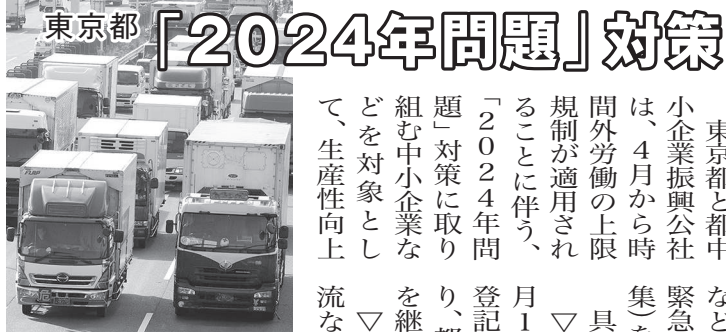 東京都
「2024年問題」対策
東京都と都中
小企業振興公社
は、4月から時
間外労働の上限
規制が適用され
ることに伴う、
「2024年問
題」対策に取り
組む中小企業な
どを対象とし
て、生産性向上
など
緊急
集）を
具
▽
月1
登記
り、都
を継
▽
流な